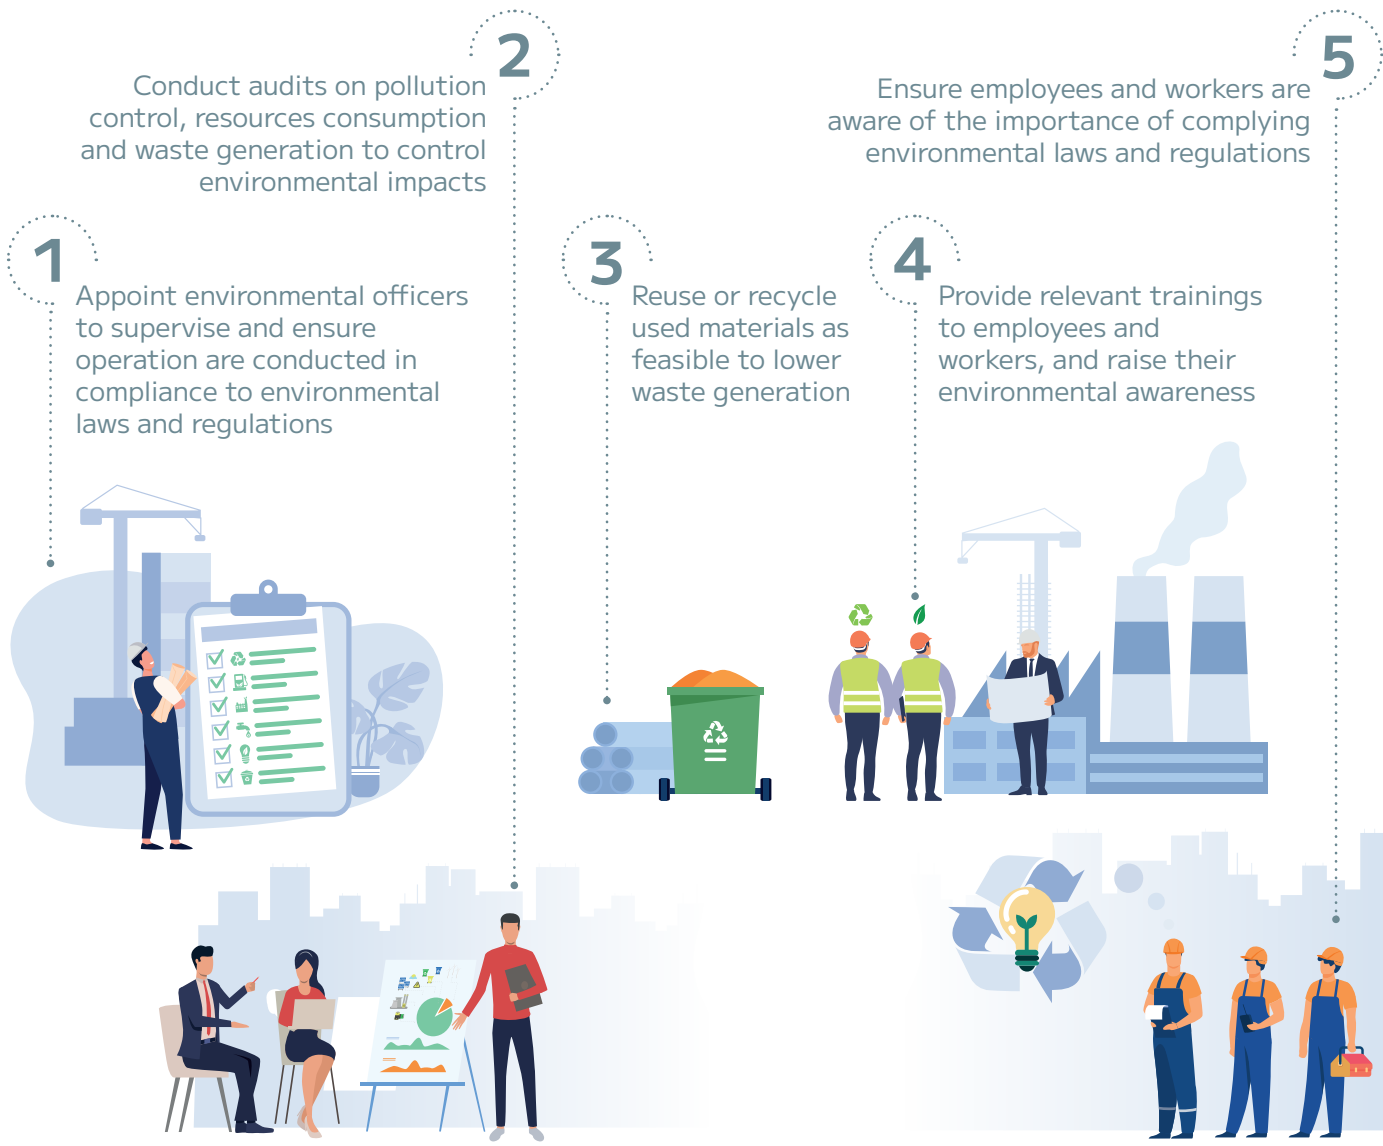 1
Appoint environmental officers
to supervise and ensure
operation are conducted in
compliance to environmental
laws and regulations
2
Conduct audits on pollution
control, resources consumption
and waste generation to control
environmental impacts
3
Reuse or recycle
used materials as
feasible to lower
waste generation
4
Provide relevant trainings
to employees and
workers, and raise their
environmental awareness
5
Ensure employees and workers are
aware of the importance of complying
environmental laws and regulations